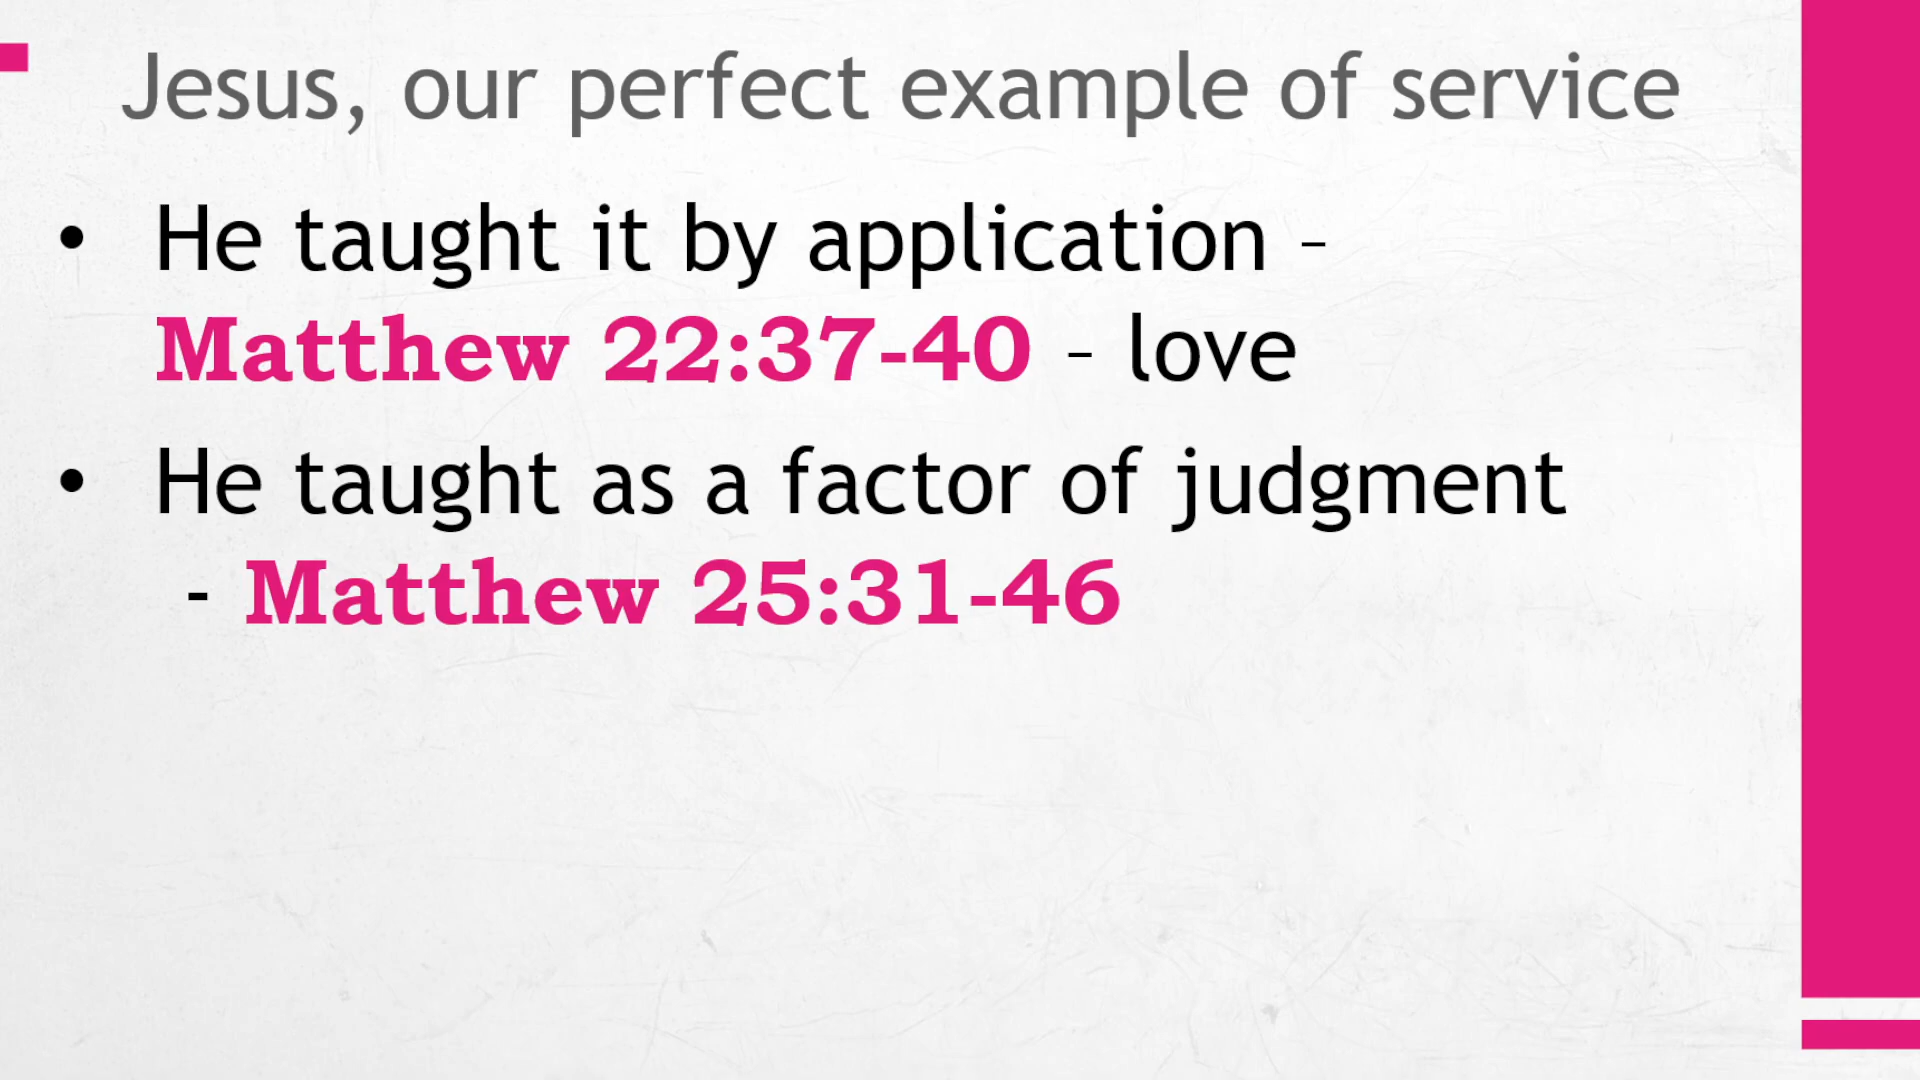 Jesus, our perfect example of service
• He taught it by application –
Matthew 22:37-40 – love
• He taught as a factor of judgment
- Matthew 25:31-46